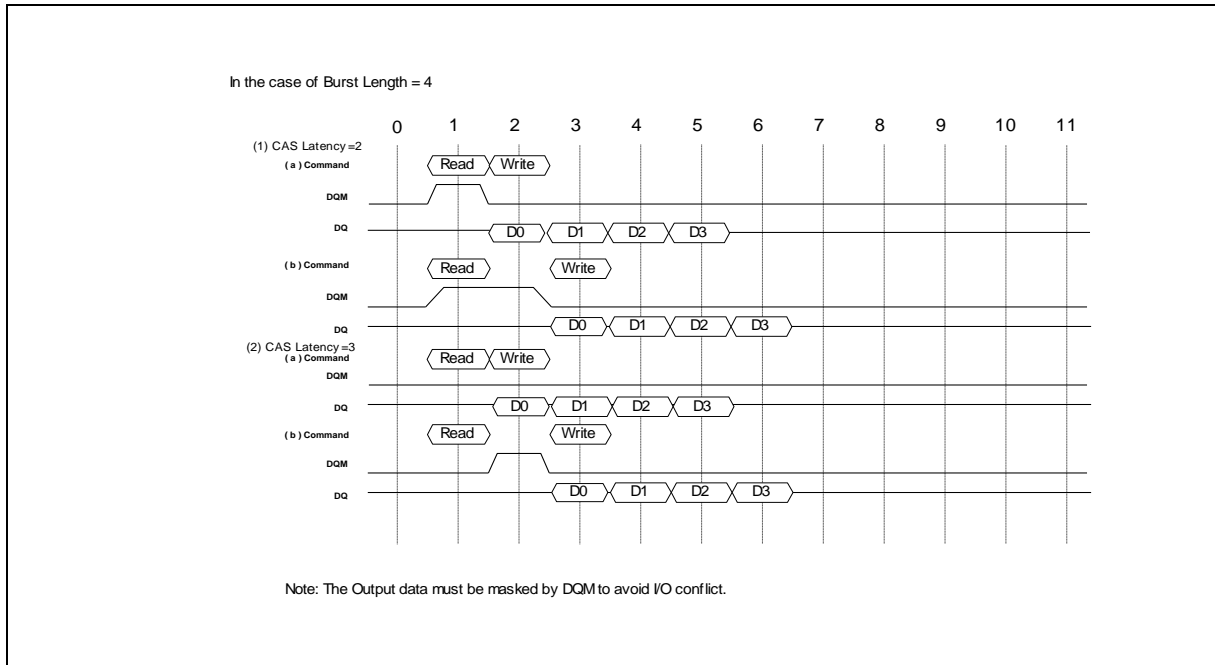 In the case of Burst Length = 4
0 1 2 3 4 5 6 7 8 9 10 11
(1) CAS Latency =2
( a ) Command Read Write
DQM
DQ D0 D1 D2 D3
( b ) Command Read Write
DQM
DQ D0 D1 D2 D3
(2) CAS Latency =3
( a ) Command Read Write
DQM
DQ D0 D1 D2 D3
( b ) Command Read Write
DQM
DQ D0 D1 D2 D3
Note: The Output data must be masked by DQM to avoid I/O conflict.